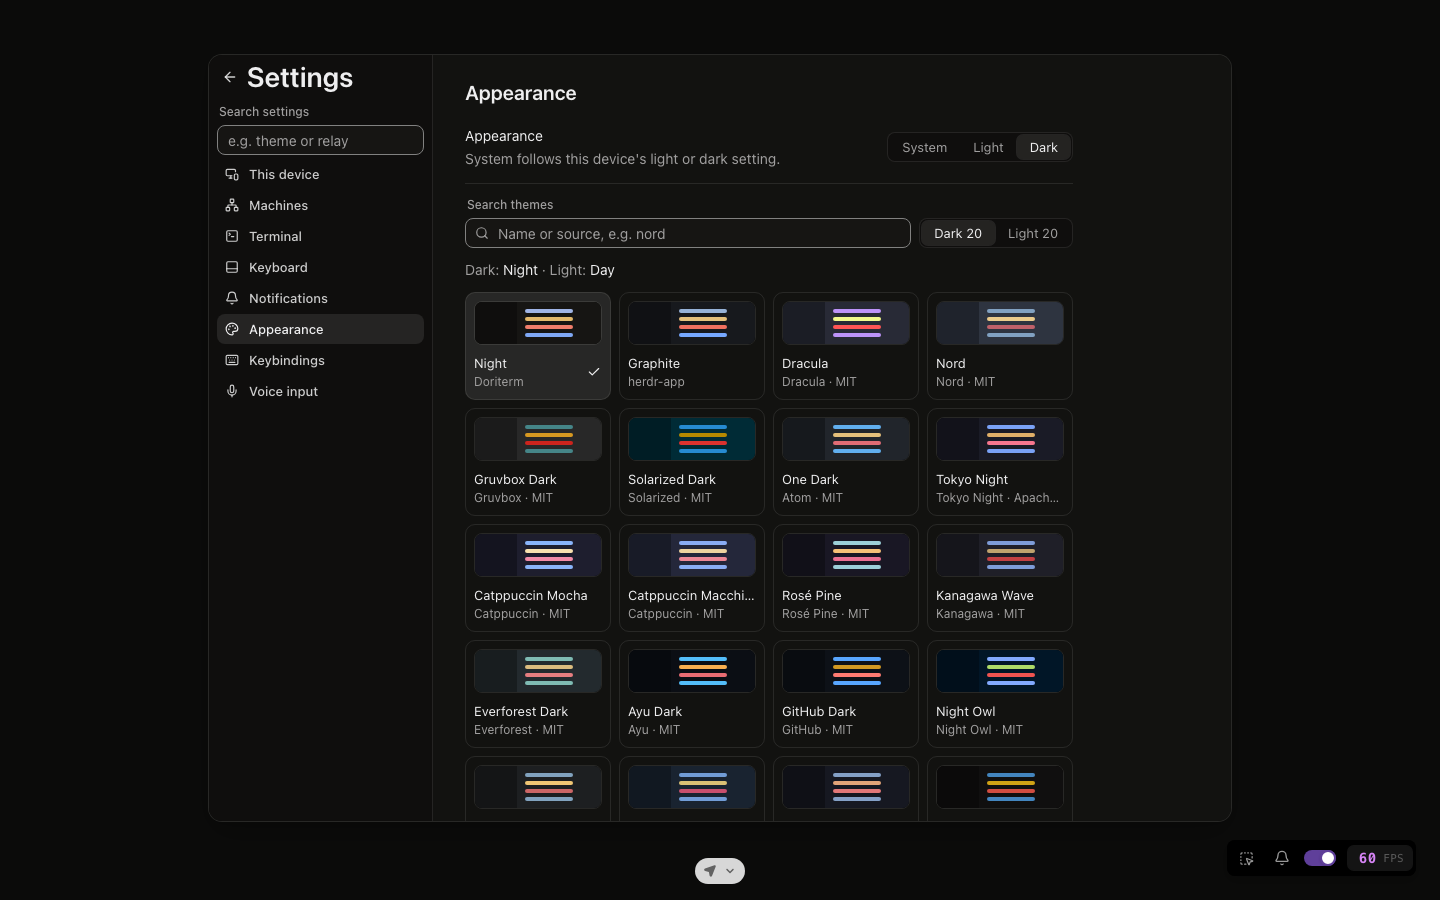 Settings
Search settings
e.g. theme or relay
This device
Machines
Terminal
Keyboard
Notifications
Appearance
Keybindings
Voice input
Appearance
Appearance
System follows this device's light or dark setting.
System Light Dark
Search themes
Name or source, e.g. nord
Dark 20 Light 20
Dark: Night · Light: Day
Night
Doriterm
Graphite
herdr-app
Dracula
Dracula · MIT
Nord
Nord · MIT
Gruvbox Dark
Gruvbox · MIT
Solarized Dark
Solarized · MIT
One Dark
Atom · MIT
Tokyo Night
Tokyo Night · Apach...
Catppuccin Mocha
Catppuccin · MIT
Catppuccin Macchi...
Catppuccin · MIT
Rosé Pine
Rosé Pine · MIT
Kanagawa Wave
Kanagawa · MIT
Everforest Dark
Everforest · MIT
Ayu Dark
Ayu · MIT
GitHub Dark
GitHub · MIT
Night Owl
Night Owl · MIT
60 FPS